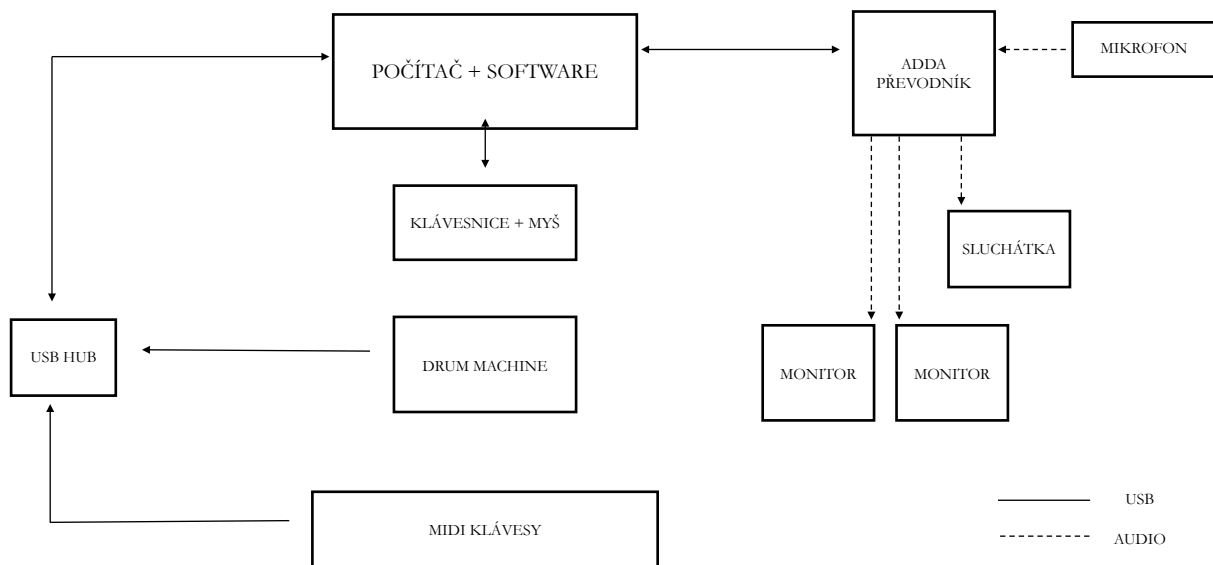 POČÍTAČ + SOFTWARE
ADDA
PŘEVODNÍK
MIKROFON
KLÁVESNICE + MYŠ
SLUCHÁTKA
USB HUB
DRUM MACHINE
MONITOR
MONITOR
MIDI KLÁVESY
USB
AUDIO